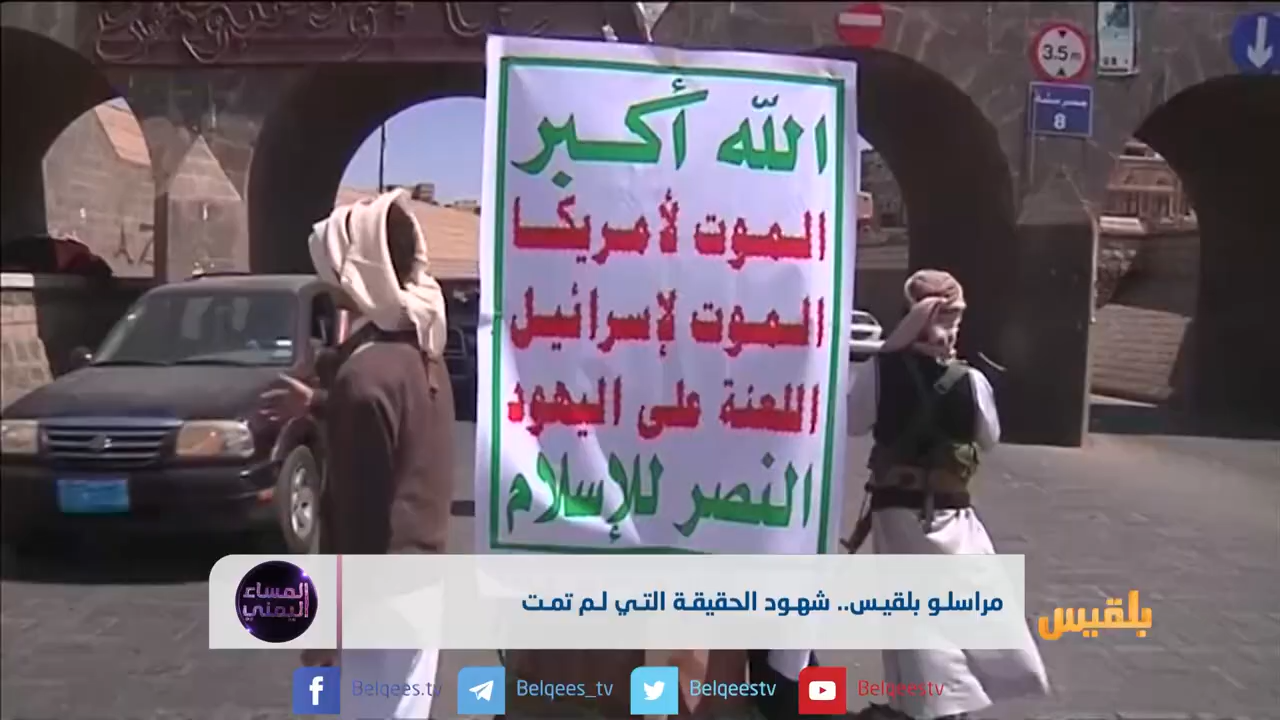 3.5m
8
الله أكبر
الموت لأمريكا
الموت لإسرائيل
اللعنة على اليهود
النصر للإسلام
المساء اليمني
مراسلو بلقيس.. شهود الحقيقة التي لم تمت
بلقيس
Belqees.tv
Belqees_tv
Belqeestv
Belqeestv